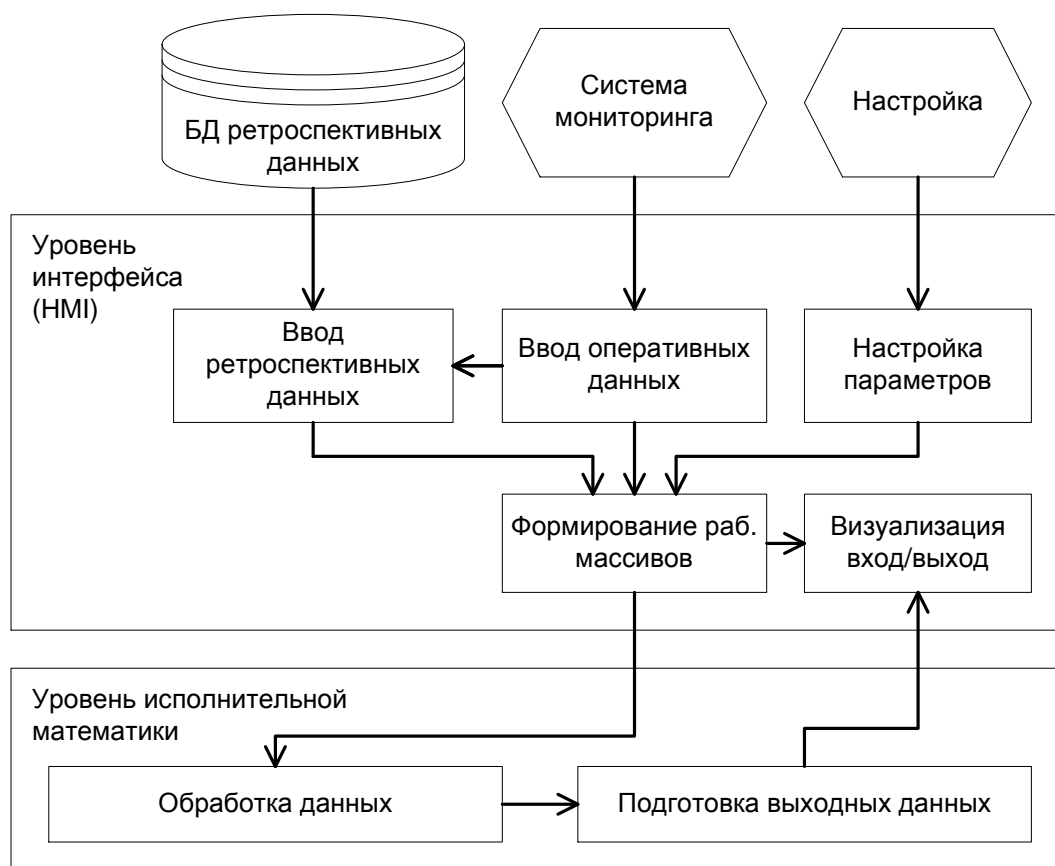 БД ретроспективных
данных
Система
мониторинга
Настройка
Уровень
интерфейса
(HMI)
Ввод
ретроспективных
данных
Ввод оперативных
данных
Настройка
параметров
Формирование раб.
массивов
Визуализация
вход/выход
Уровень исполнительной
математики
Обработка данных
Подготовка выходных данных